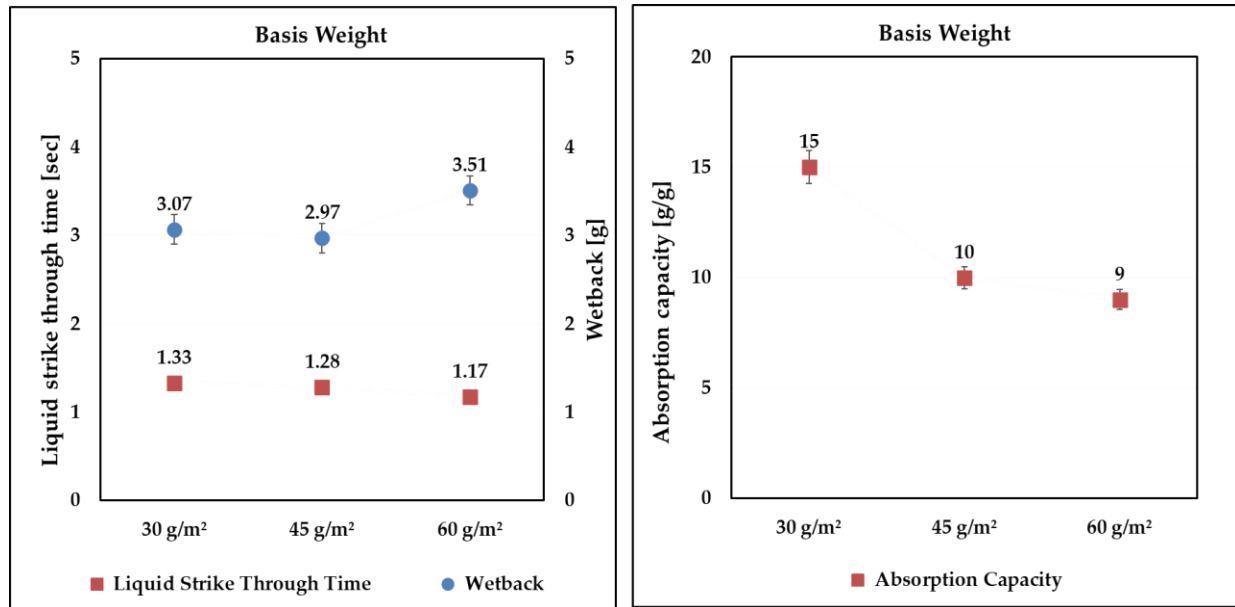 Basis Weight
5
4
3
2
1
0
Liquid strike through time [sec]
3.07
2.97
3.51
1.33
1.28
1.17
5
4
3
2
1
0
Wetback [g]
30 g/m²
45 g/m²
60 g/m²
Liquid Strike Through Time
Wetback
Basis Weight
20
15
10
5
0
Absorption capacity [g/g]
15
10
9
30 g/m²
45 g/m²
60 g/m²
Absorption Capacity